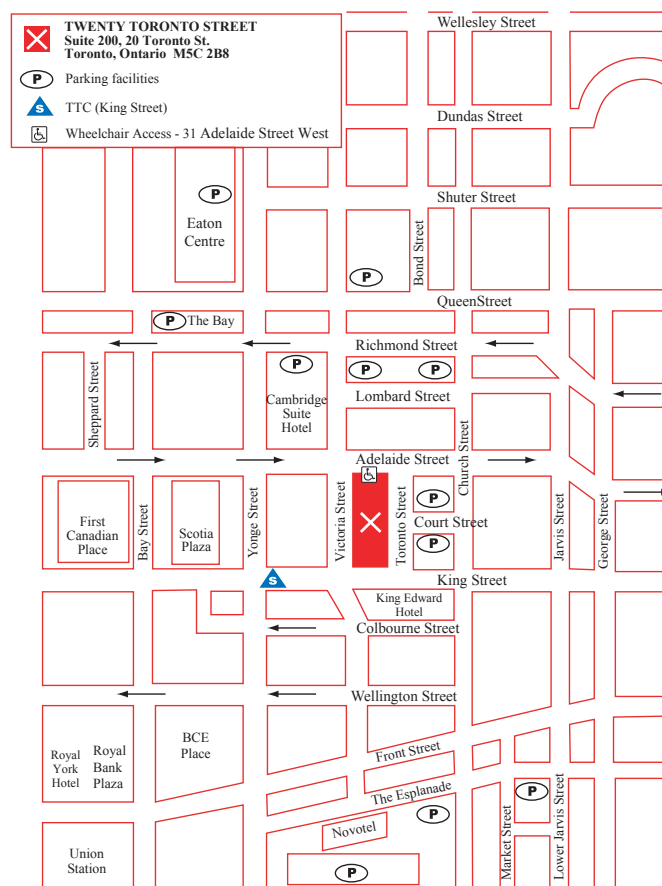 TWENTY TORONTO STREET
Suite 200, 20 Toronto St.
Toronto, Ontario M5C 2B8
P Parking facilities
S TTC (King Street)
Wheelchair Access - 31 Adelaide Street West
Wellesley Street
Dundas Street
Shuter Street
P
Eaton
Centre
Bond Street
P
QueenStreet
P The Bay
Richmond Street
P
P
P
Sheppard Street
Cambridge
Suite
Hotel
Lombard Street
Church Street
Adelaide Street
First
Canadian
Place
Bay Street
Scotia
Plaza
Yonge Street
Victoria Street
Toronto Street
P
Court Street
P
Jarvis Street
George Street
S
King Street
King Edward
Hotel
Colbourne Street
Wellington Street
Royal
York
Hotel
Royal
Bank
Plaza
BCE
Place
Front Street
The Esplanade
P
P
Novotel
Market Street
Lower Jarvis Street
Union
Station
P